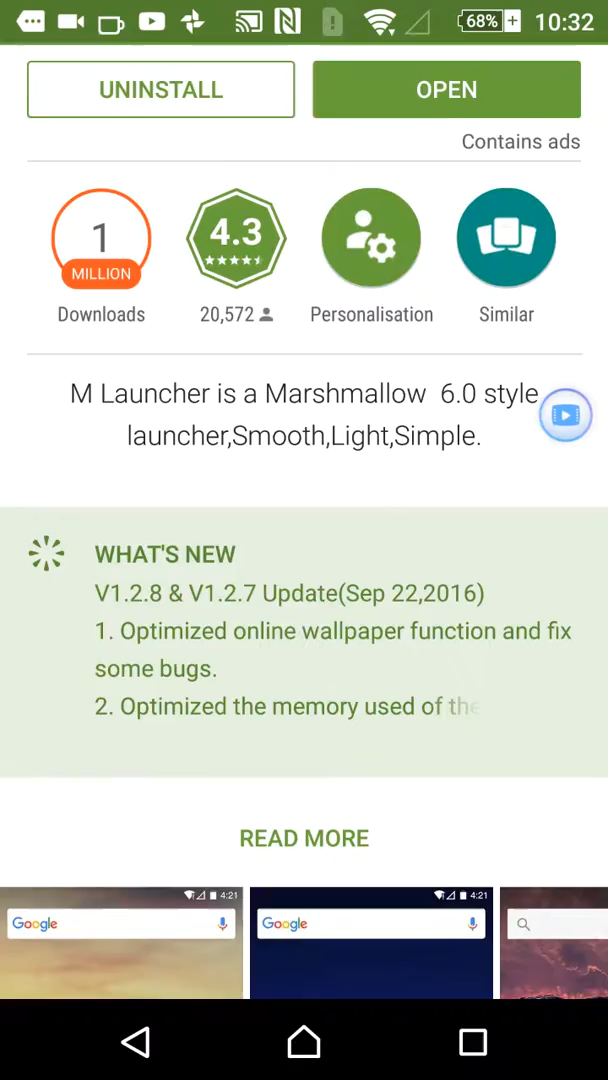 68% 10:32
UNINSTALL OPEN
Contains ads
1 MILLION
4.3
Downloads 20,572 Personalisation Similar
M Launcher is a Marshmallow 6.0 style
launcher,Smooth,Light,Simple.
WHAT'S NEW
V1.2.8 & V1.2.7 Update(Sep 22,2016)
1. Optimized online wallpaper function and fix
some bugs.
2. Optimized the memory used of the
READ MORE
4:21 4:21
Google Google